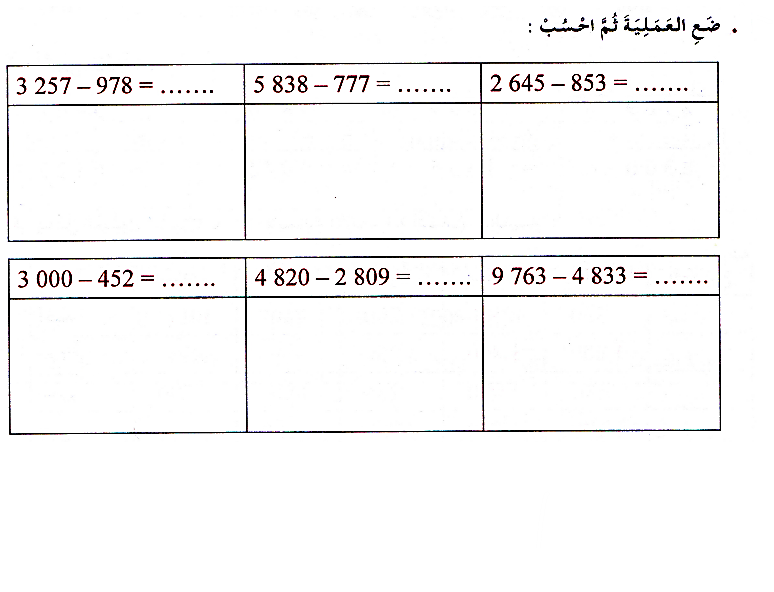 . ضَعِ العَمَلِيَةَ ثُمَّ احْسُبْ :
3 257 – 978 = ....... 5 838 – 777 = ....... 2 645 – 853 = .......
3 000 – 452 = ....... 4 820 – 2 809 = ....... 9 763 – 4 833 = .......